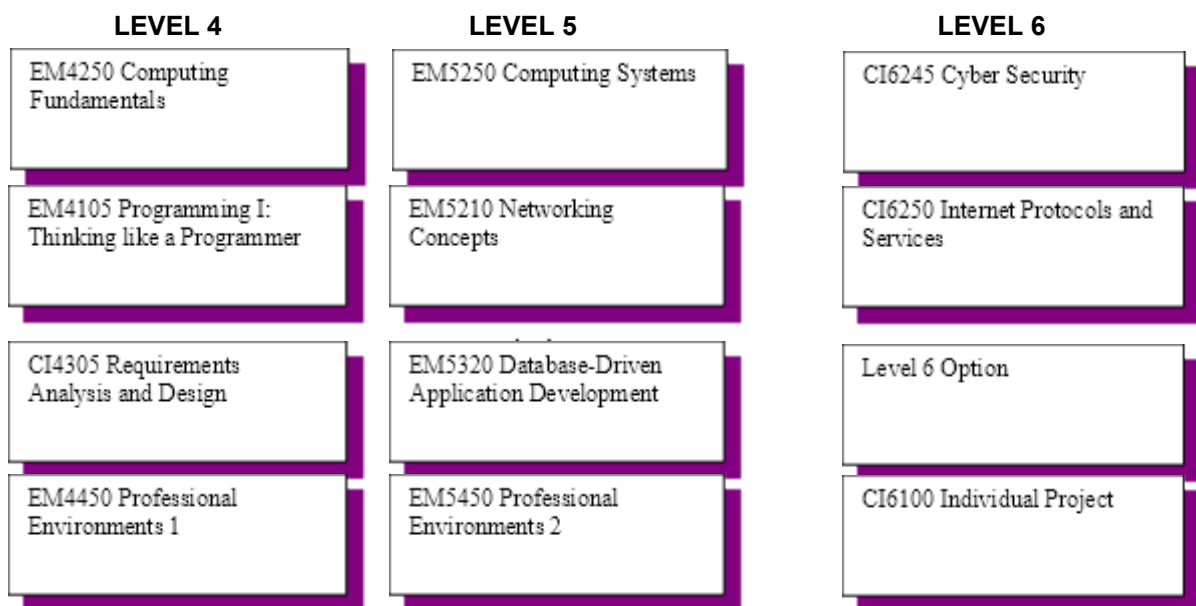 LEVEL 4
LEVEL 5
LEVEL 6
EM4250 Computing
Fundamentals
EM5250 Computing Systems
CI6245 Cyber Security
EM4105 Programming I:
Thinking like a Programmer
EM5210 Networking
Concepts
CI6250 Internet Protocols and
Services
CI4305 Requirements
Analysis and Design
EM5320 Database-Driven
Application Development
Level 6 Option
EM4450 Professional
Environments 1
EM5450 Professional
Environments 2
CI6100 Individual Project